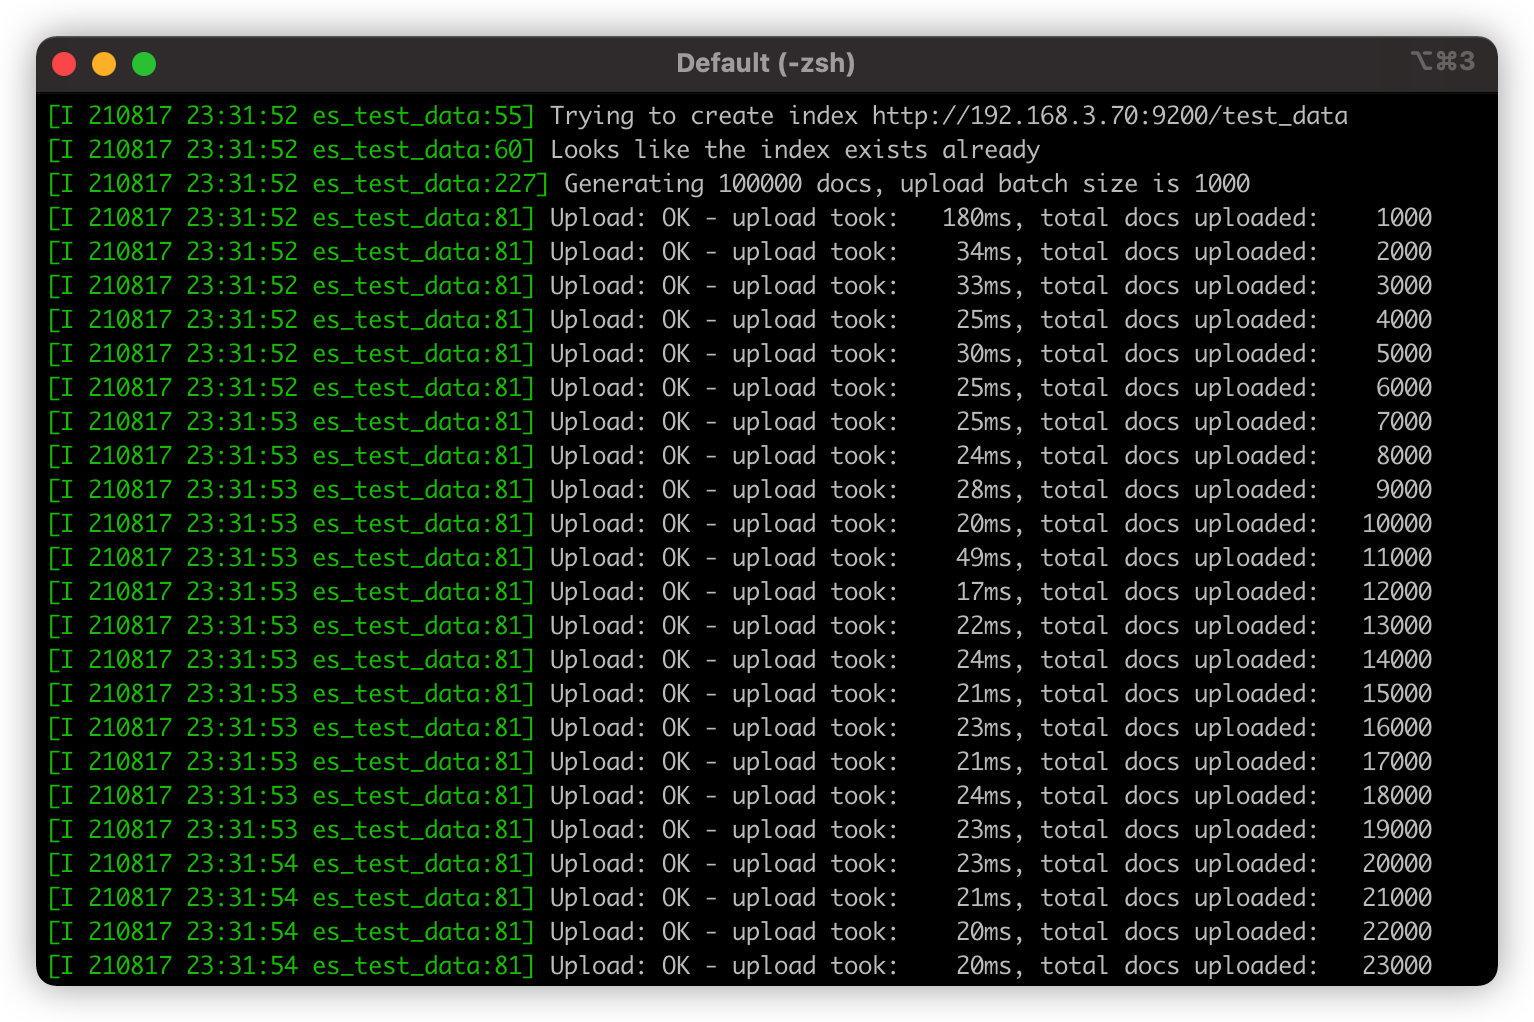 Default (-zsh) ⌥⌘3
[I 210817 23:31:52 es_test_data:55] Trying to create index http://192.168.3.70:9200/test_data
[I 210817 23:31:52 es_test_data:60] Looks like the index exists already
[I 210817 23:31:52 es_test_data:227] Generating 100000 docs, upload batch size is 1000
[I 210817 23:31:52 es_test_data:81] Upload: OK - upload took:   180ms, total docs uploaded:    1000
[I 210817 23:31:52 es_test_data:81] Upload: OK - upload took:    34ms, total docs uploaded:    2000
[I 210817 23:31:52 es_test_data:81] Upload: OK - upload took:    33ms, total docs uploaded:    3000
[I 210817 23:31:52 es_test_data:81] Upload: OK - upload took:    25ms, total docs uploaded:    4000
[I 210817 23:31:52 es_test_data:81] Upload: OK - upload took:    30ms, total docs uploaded:    5000
[I 210817 23:31:52 es_test_data:81] Upload: OK - upload took:    25ms, total docs uploaded:    6000
[I 210817 23:31:53 es_test_data:81] Upload: OK - upload took:    25ms, total docs uploaded:    7000
[I 210817 23:31:53 es_test_data:81] Upload: OK - upload took:    24ms, total docs uploaded:    8000
[I 210817 23:31:53 es_test_data:81] Upload: OK - upload took:    28ms, total docs uploaded:    9000
[I 210817 23:31:53 es_test_data:81] Upload: OK - upload took:    20ms, total docs uploaded:   10000
[I 210817 23:31:53 es_test_data:81] Upload: OK - upload took:    49ms, total docs uploaded:   11000
[I 210817 23:31:53 es_test_data:81] Upload: OK - upload took:    17ms, total docs uploaded:   12000
[I 210817 23:31:53 es_test_data:81] Upload: OK - upload took:    22ms, total docs uploaded:   13000
[I 210817 23:31:53 es_test_data:81] Upload: OK - upload took:    24ms, total docs uploaded:   14000
[I 210817 23:31:53 es_test_data:81] Upload: OK - upload took:    21ms, total docs uploaded:   15000
[I 210817 23:31:53 es_test_data:81] Upload: OK - upload took:    23ms, total docs uploaded:   16000
[I 210817 23:31:53 es_test_data:81] Upload: OK - upload took:    21ms, total docs uploaded:   17000
[I 210817 23:31:53 es_test_data:81] Upload: OK - upload took:    24ms, total docs uploaded:   18000
[I 210817 23:31:53 es_test_data:81] Upload: OK - upload took:    23ms, total docs uploaded:   19000
[I 210817 23:31:54 es_test_data:81] Upload: OK - upload took:    23ms, total docs uploaded:   20000
[I 210817 23:31:54 es_test_data:81] Upload: OK - upload took:    21ms, total docs uploaded:   21000
[I 210817 23:31:54 es_test_data:81] Upload: OK - upload took:    20ms, total docs uploaded:   22000
[I 210817 23:31:54 es_test_data:81] Upload: OK - upload took:    20ms, total docs uploaded:   23000